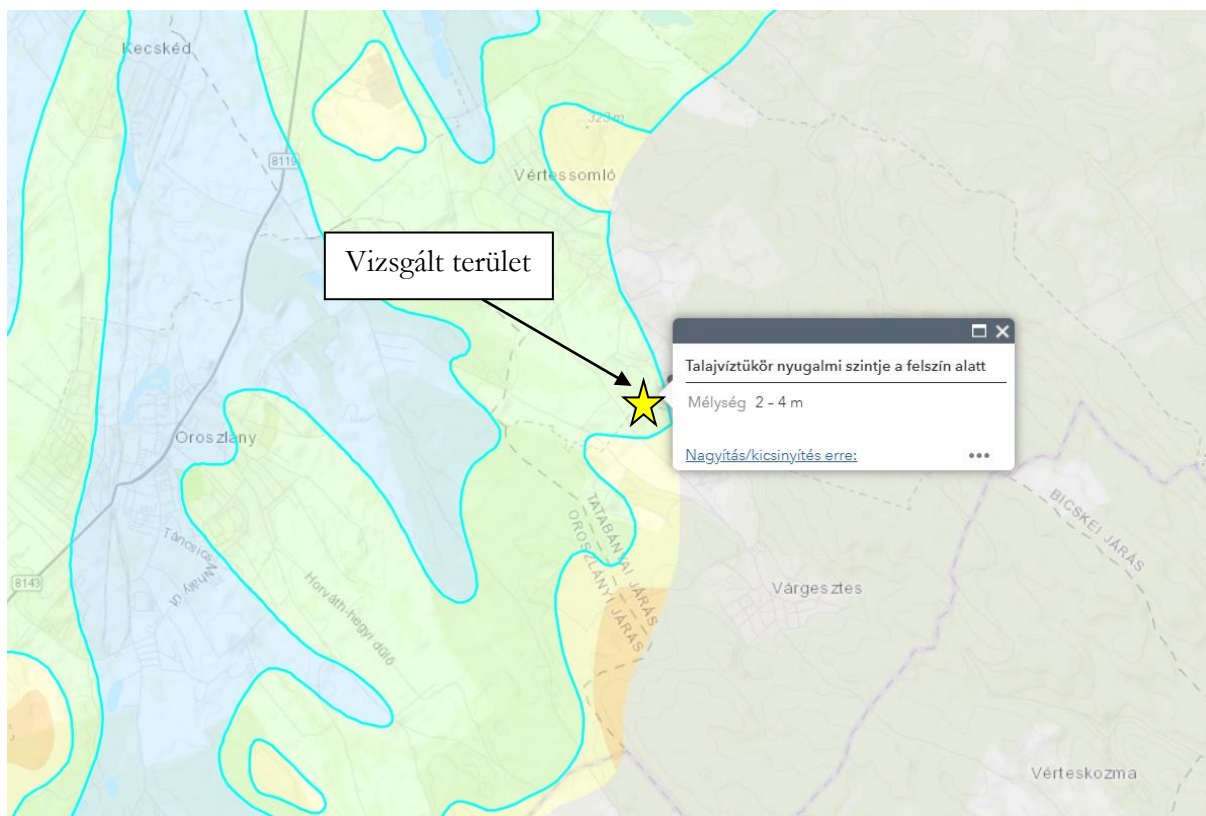 Kecskéd
323 m
8119
Vértessomló
Vizsgált terület
Talajvíztükör nyugalmi szintje a felszín alatt
Mélység 2 - 4 m
Nagyítás/kicsinyítés erre:
Oroszlány
Táncsics Mihály út
8143
Horváth-hegyi dűlő
TATABÁNYAI JÁRÁS
OROSZLÁNYI JÁRÁS
BICSKEI JÁRÁS
Várgesztes
Vérteskozma